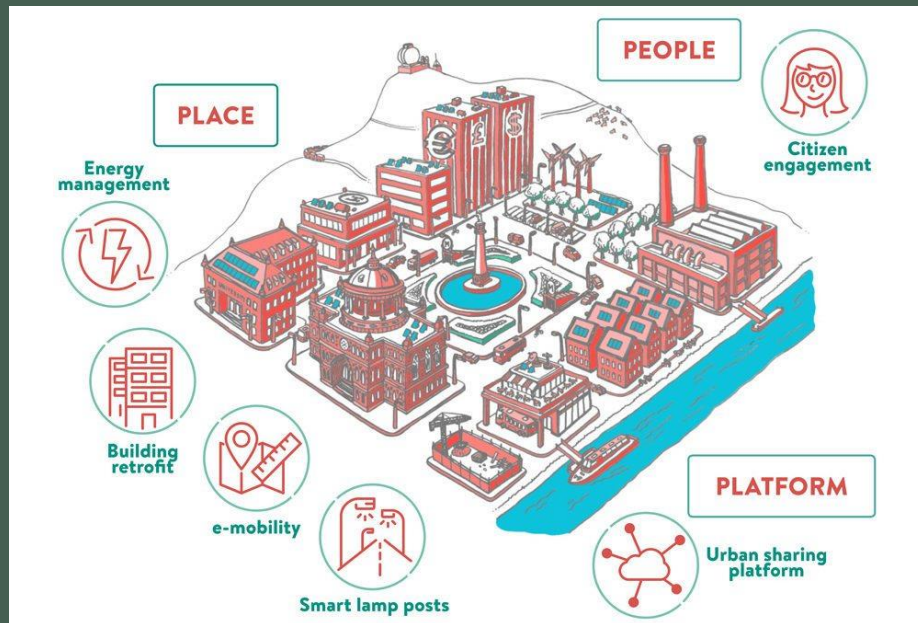 PEOPLE
PLACE
Citizen
engagement
Energy
management
€
£
$
Building
retrofit
e-mobility
PLATFORM
Urban sharing
platform
Smart lamp posts